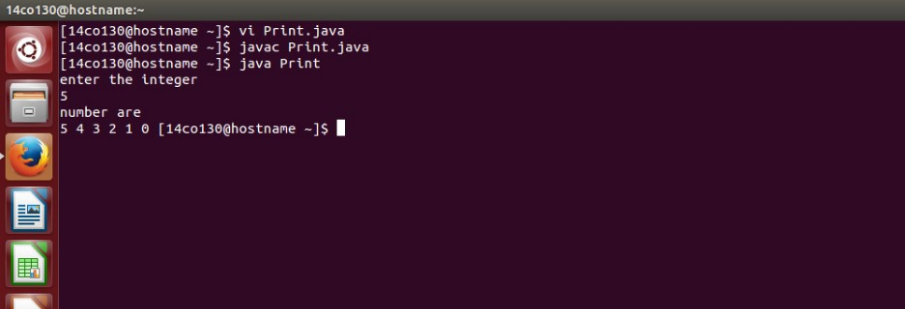 14co130@hostname:~
[14co130@hostname ~]$ vi Print.java
[14co130@hostname ~]$ javac Print.java
[14co130@hostname ~]$ java Print
enter the integer
5
number are
5 4 3 2 1 0 [14co130@hostname ~]$